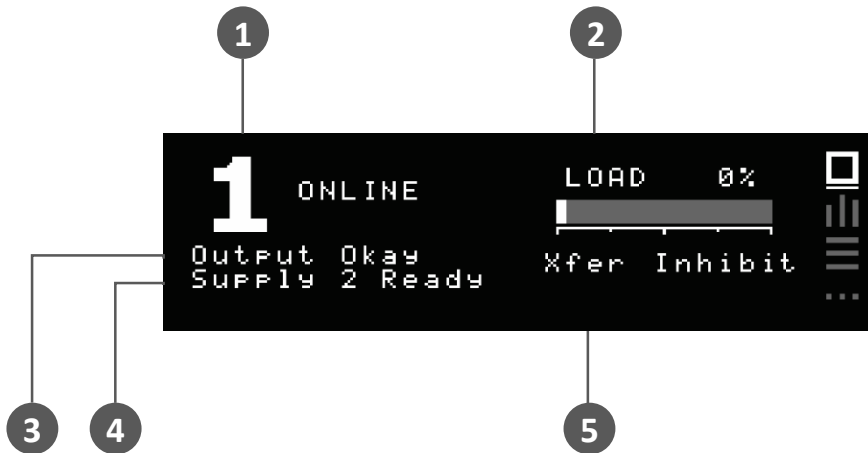 1 2
1 ONLINE LOAD 0%
Output Okay
Supply 2 Ready
Xfer Inhibit
3 4 5